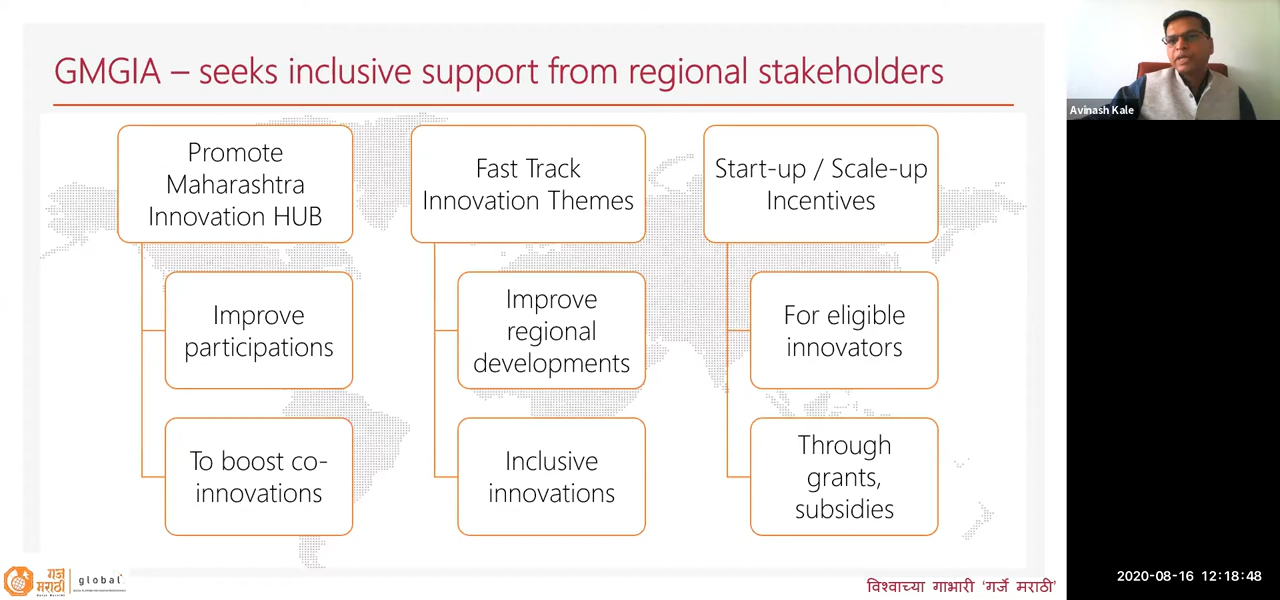 GMGIA – seeks inclusive support from regional stakeholders
Avinash Kale
Promote
Maharashtra
Innovation HUB
Improve
participations
To boost co-
innovations
Fast Track
Innovation Themes
Improve
regional
developments
Inclusive
innovations
Start-up / Scale-up
Incentives
For eligible
innovators
Through
grants,
subsidies
गर्जे
मराठी
global
विश्वाच्या गाभारी ‘गर्जे मराठी’
2020-08-16 12:18:48